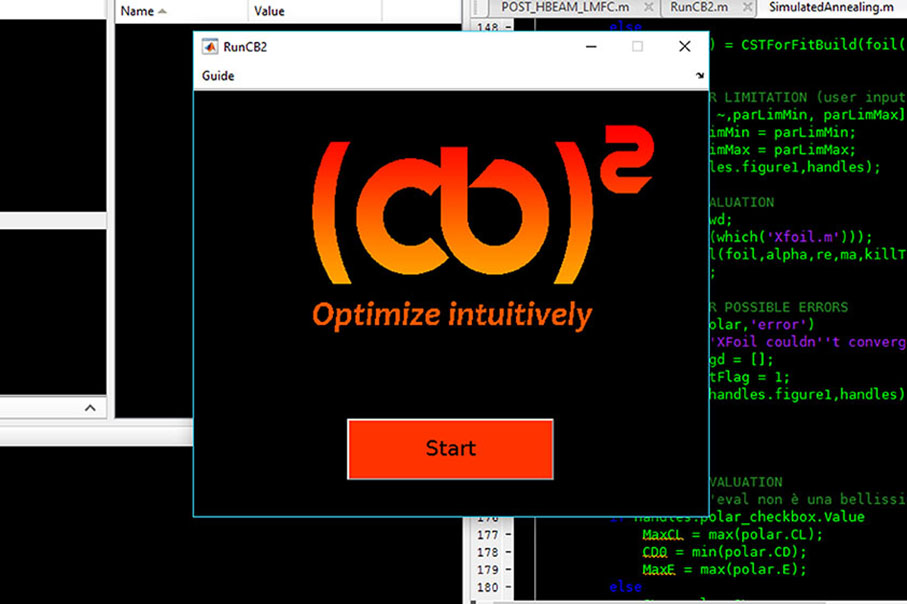 Name Value
POST_HBEAM_LMFC.m RunCB2.m SimulatedAnnealing.m
RunCB2
Guide
(cb)²
Optimize intuitively
Start
148 else
) = CSTForFitBuild(foil(
R LIMITATION (user input
~,parLimMin, parLimMax]
imMin = parLimMin;
imMax = parLimMax;
les.figure1,handles);
ALUATION
wd;
(which('Xfoil.m')));
l(foil,alpha,re,ma,killT
;
R POSSIBLE ERRORS
olar,'error')
'XFoil couldn''t converg
gd = [];
tFlag = 1;
handles.figure1,handles)
VALUATION
'eval non è una bellissi
176 if handles.polar_checkbox.Value
177 MaxCL = max(polar.CL);
178 CD0 = min(polar.CD);
179 MaxE = max(polar.E);
180 else